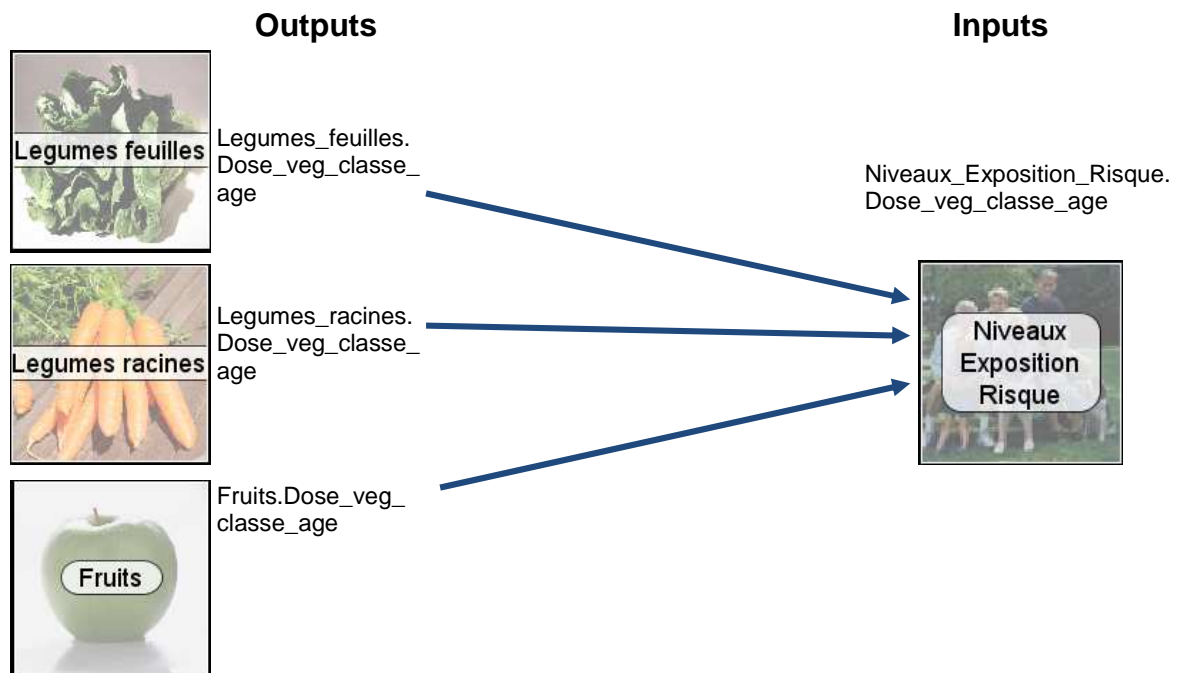 Outputs
Inputs
Legumes feuilles
Legumes_feuilles.
Dose_veg_classe_
age
Niveaux_Exposition_Risque.
Dose_veg_classe_age
Legumes racines
Legumes_racines.
Dose_veg_classe_
age
Niveaux
Exposition
Risque
Fruits
Fruits.Dose_veg_
classe_age